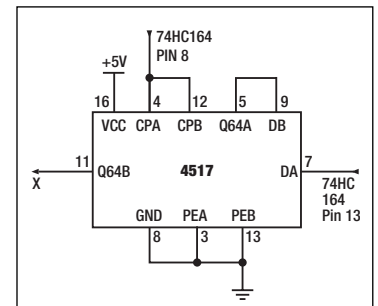 74HC164
PIN 8
+5V
16 4 12 5 9
VCC CPA CPB Q64A DB
11 Q64B 4517 DA 7
X
74HC
164
Pin 13
GND PEA PEB
8 3 13